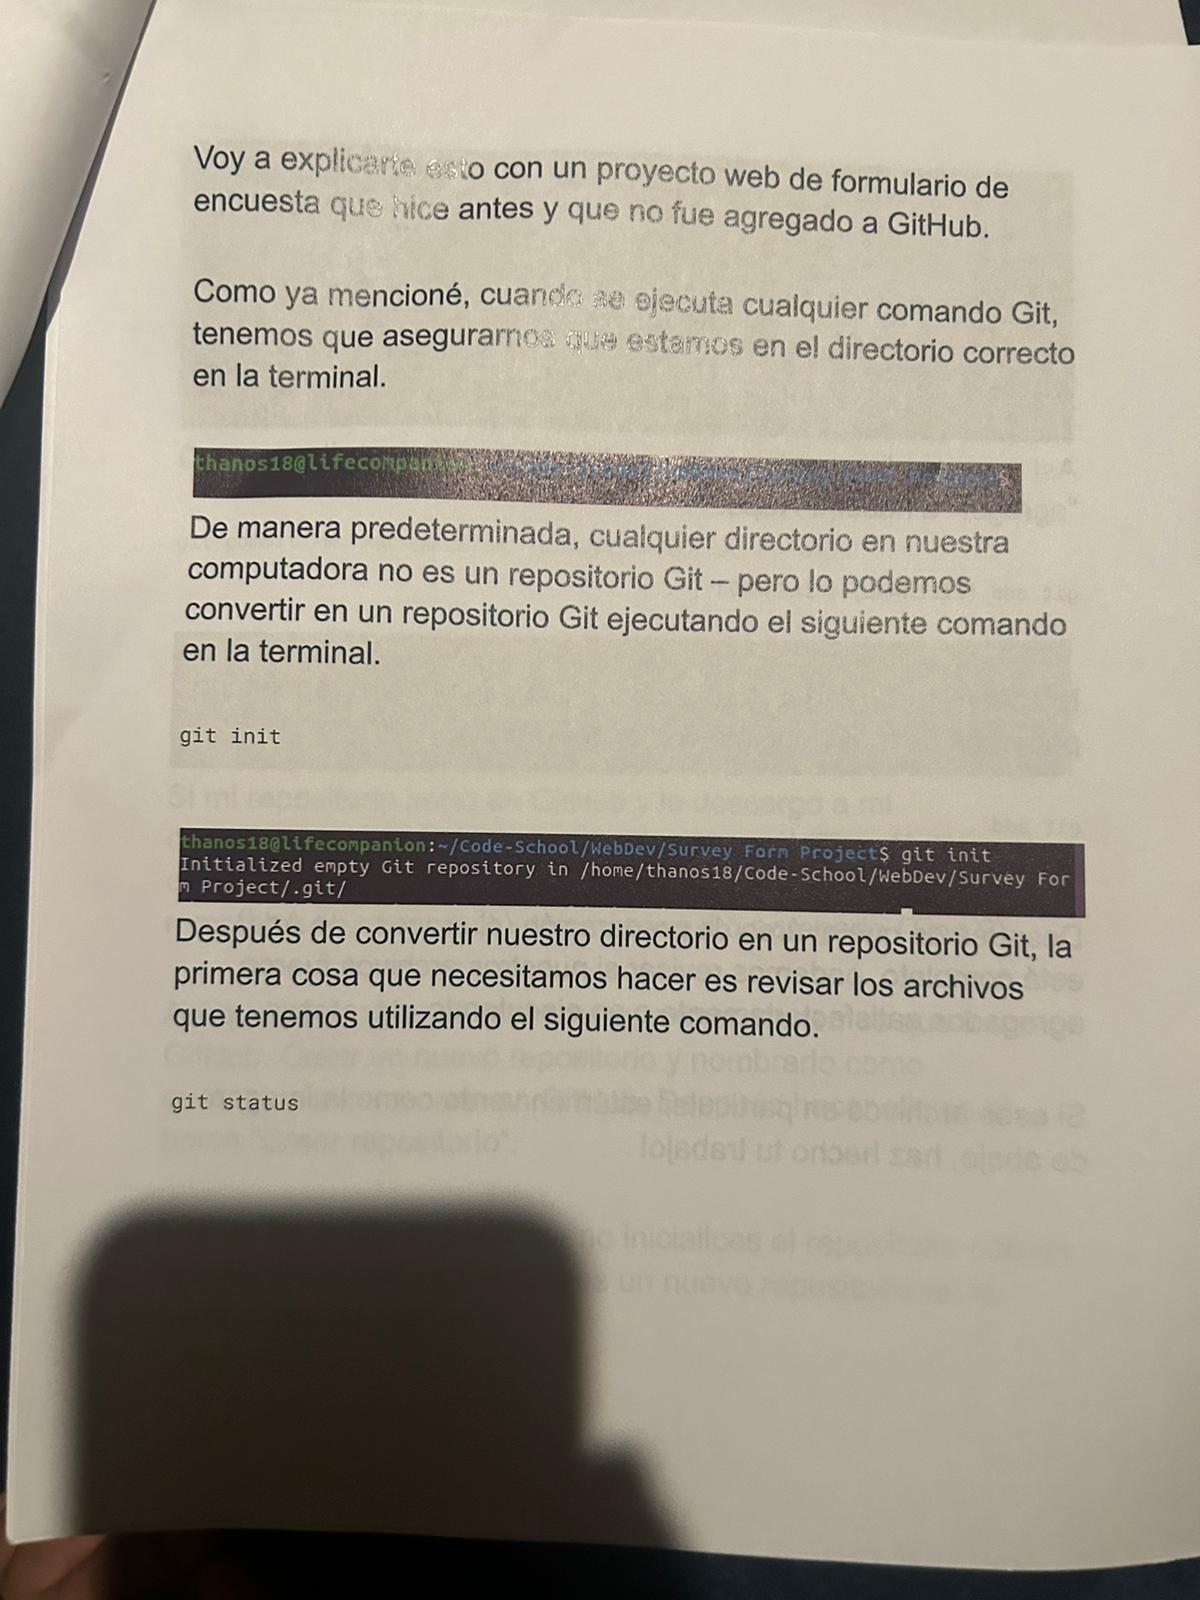 Voy a explicarte esto con un proyecto web de formulario de
encuesta que hice antes y que no fue agregado a GitHub.
Como ya mencioné, cuando se ejecuta cualquier comando Git,
tenemos que asegurarnos que estamos en el directorio correcto
en la terminal.
thanos18@lifecompanion:~/Code-School/WebDev/Survey Form Project$
De manera predeterminada, cualquier directorio en nuestra
computadora no es un repositorio Git – pero lo podemos
convertir en un repositorio Git ejecutando el siguiente comando
en la terminal.
git init
thanos18@lifecompanion:~/Code-School/WebDev/Survey Form Project$ git init
Initialized empty Git repository in /home/thanos18/Code-School/WebDev/Survey For
m Project/.git/
Después de convertir nuestro directorio en un repositorio Git, la
primera cosa que necesitamos hacer es revisar los archivos
que tenemos utilizando el siguiente comando.
git status